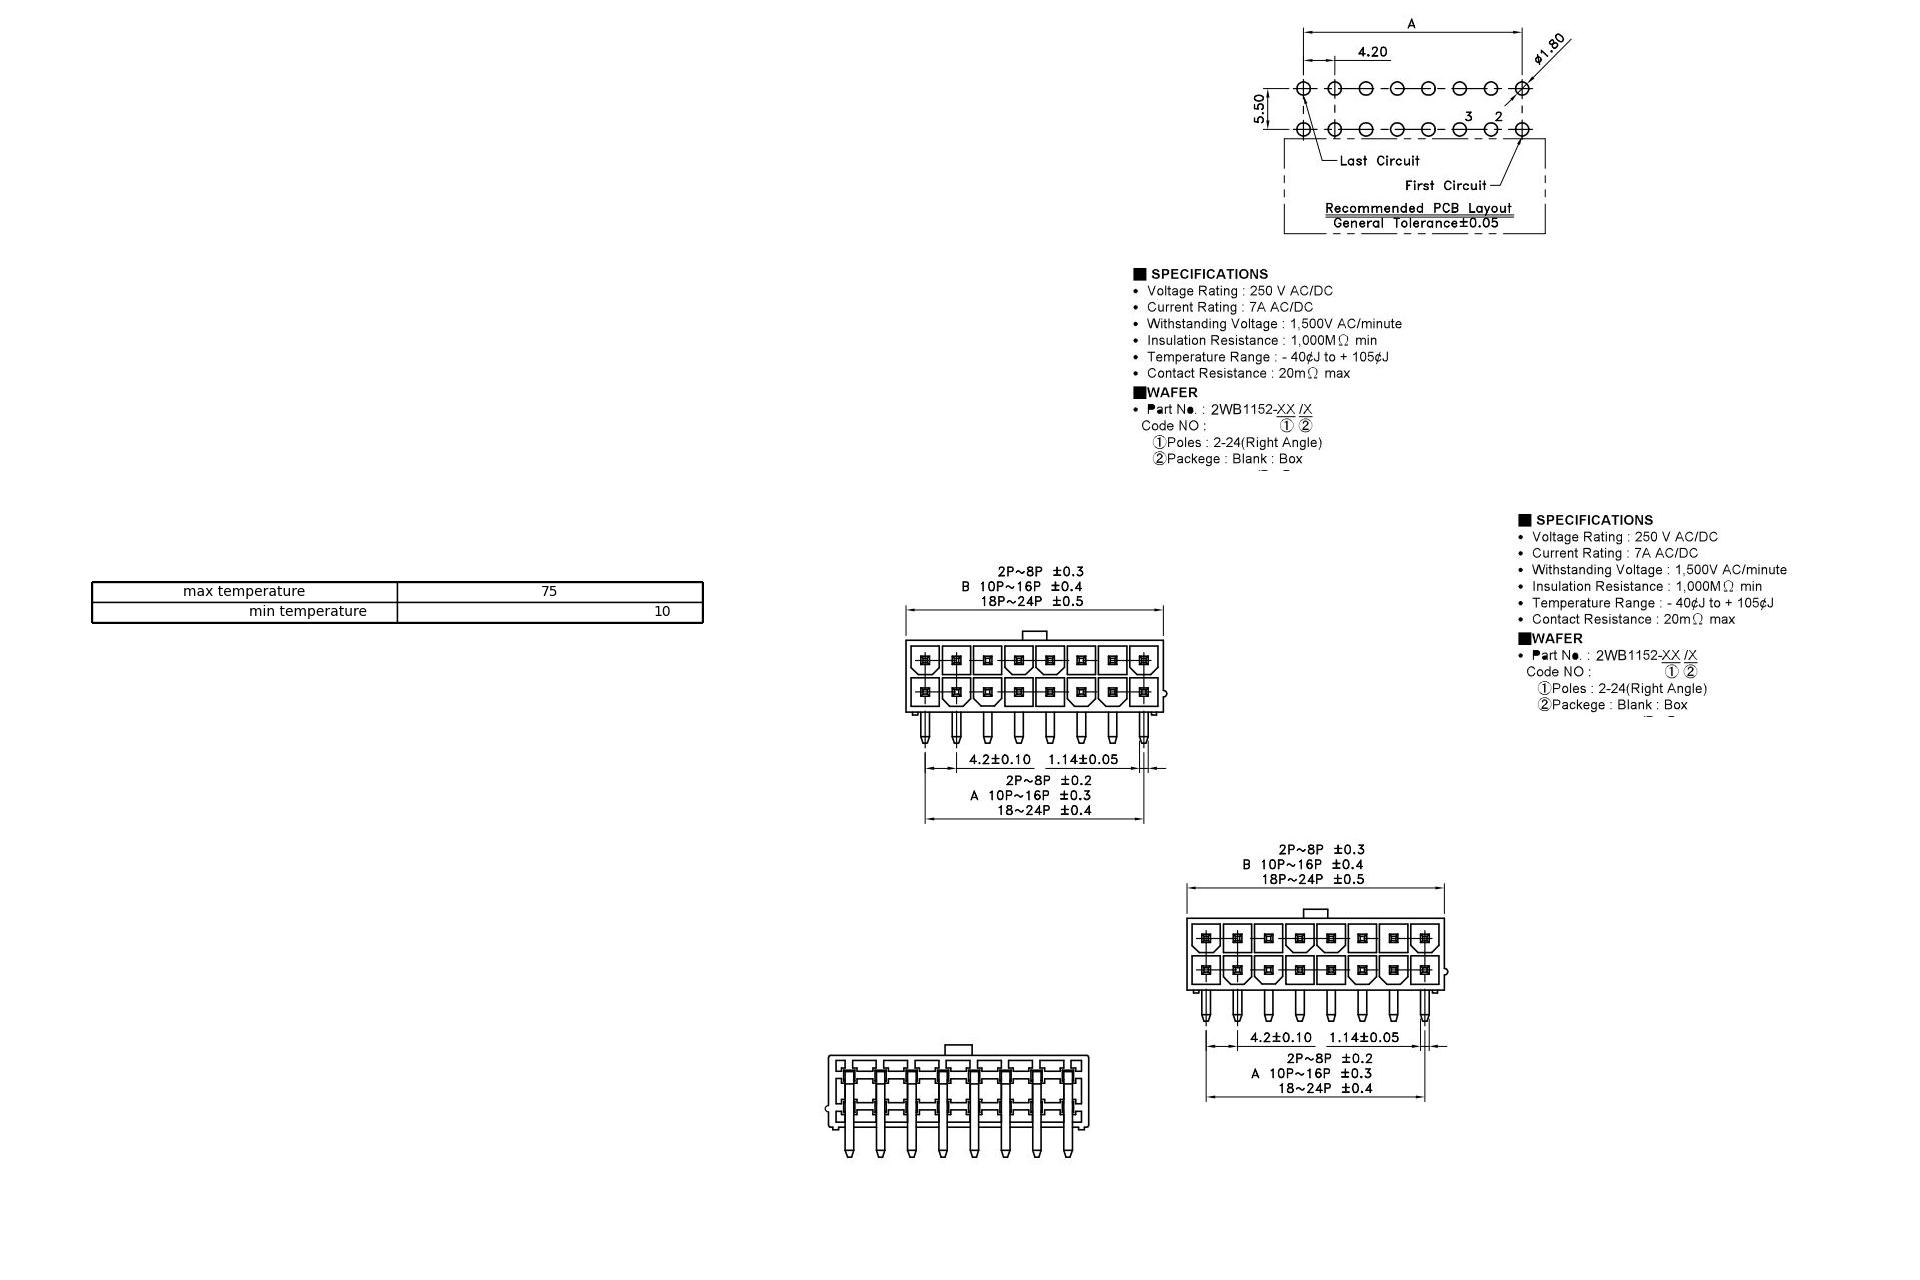 A
4.20
ø1.80
5.50
3 2
Last Circuit
First Circuit
Recommended PCB Layout
General Tolerance±0.05
■ SPECIFICATIONS
• Voltage Rating : 250 V AC/DC
• Current Rating : 7A AC/DC
• Withstanding Voltage : 1,500V AC/minute
• Insulation Resistance : 1,000MΩ min
• Temperature Range : - 40¢J to + 105¢J
• Contact Resistance : 20mΩ max
■WAFER
• Part No. : 2WB1152-XX /X
Code NO : ① ②
①Poles : 2-24(Right Angle)
②Packege : Blank : Box
■ SPECIFICATIONS
• Voltage Rating : 250 V AC/DC
• Current Rating : 7A AC/DC
• Withstanding Voltage : 1,500V AC/minute
• Insulation Resistance : 1,000MΩ min
• Temperature Range : - 40¢J to + 105¢J
• Contact Resistance : 20mΩ max
■WAFER
• Part No. : 2WB1152-XX /X
Code NO : ① ②
①Poles : 2-24(Right Angle)
②Packege : Blank : Box
max temperature 75
min temperature 10
2P~8P ±0.3
B 10P~16P ±0.4
18P~24P ±0.5
4.2±0.10 1.14±0.05
2P~8P ±0.2
A 10P~16P ±0.3
18~24P ±0.4
2P~8P ±0.3
B 10P~16P ±0.4
18P~24P ±0.5
4.2±0.10 1.14±0.05
2P~8P ±0.2
A 10P~16P ±0.3
18~24P ±0.4